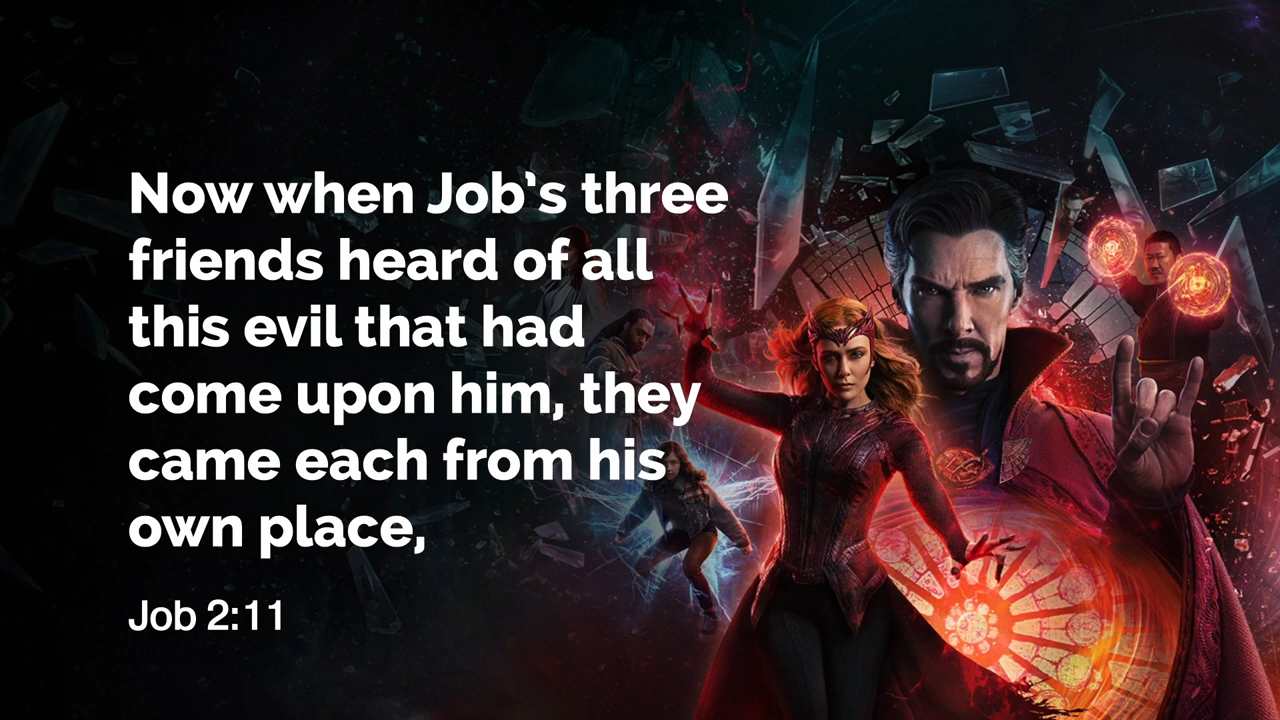 Now when Job's three
friends heard of all
this evil that had
come upon him, they
came each from his
own place,
Job 2:11